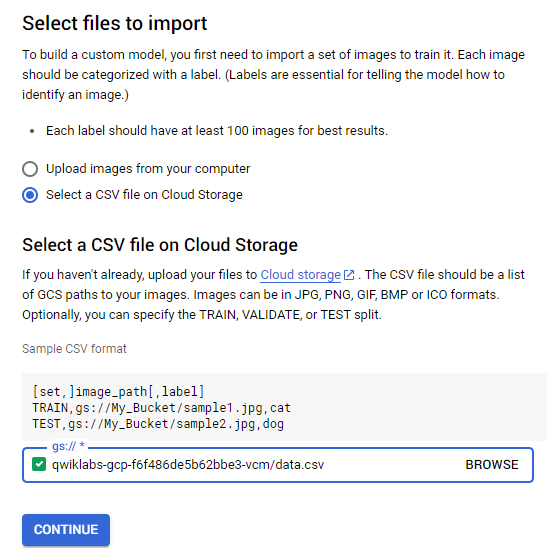 Select files to import
To build a custom model, you first need to import a set of images to train it. Each image
should be categorized with a label. (Labels are essential for telling the model how to
identify an image.)
• Each label should have at least 100 images for best results.
Upload images from your computer
Select a CSV file on Cloud Storage
Select a CSV file on Cloud Storage
If you haven't already, upload your files to Cloud storage . The CSV file should be a list
of GCS paths to your images. Images can be in JPG, PNG, GIF, BMP or ICO formats.
Optionally, you can specify the TRAIN, VALIDATE, or TEST split.
Sample CSV format
[set,]image_path[,label]
TRAIN,gs://My_Bucket/sample1.jpg,cat
TEST,gs://My_Bucket/sample2.jpg,dog
gs:// *
qwiklabs-gcp-f6f486de5b62bbe3-vcm/data.csv BROWSE
CONTINUE